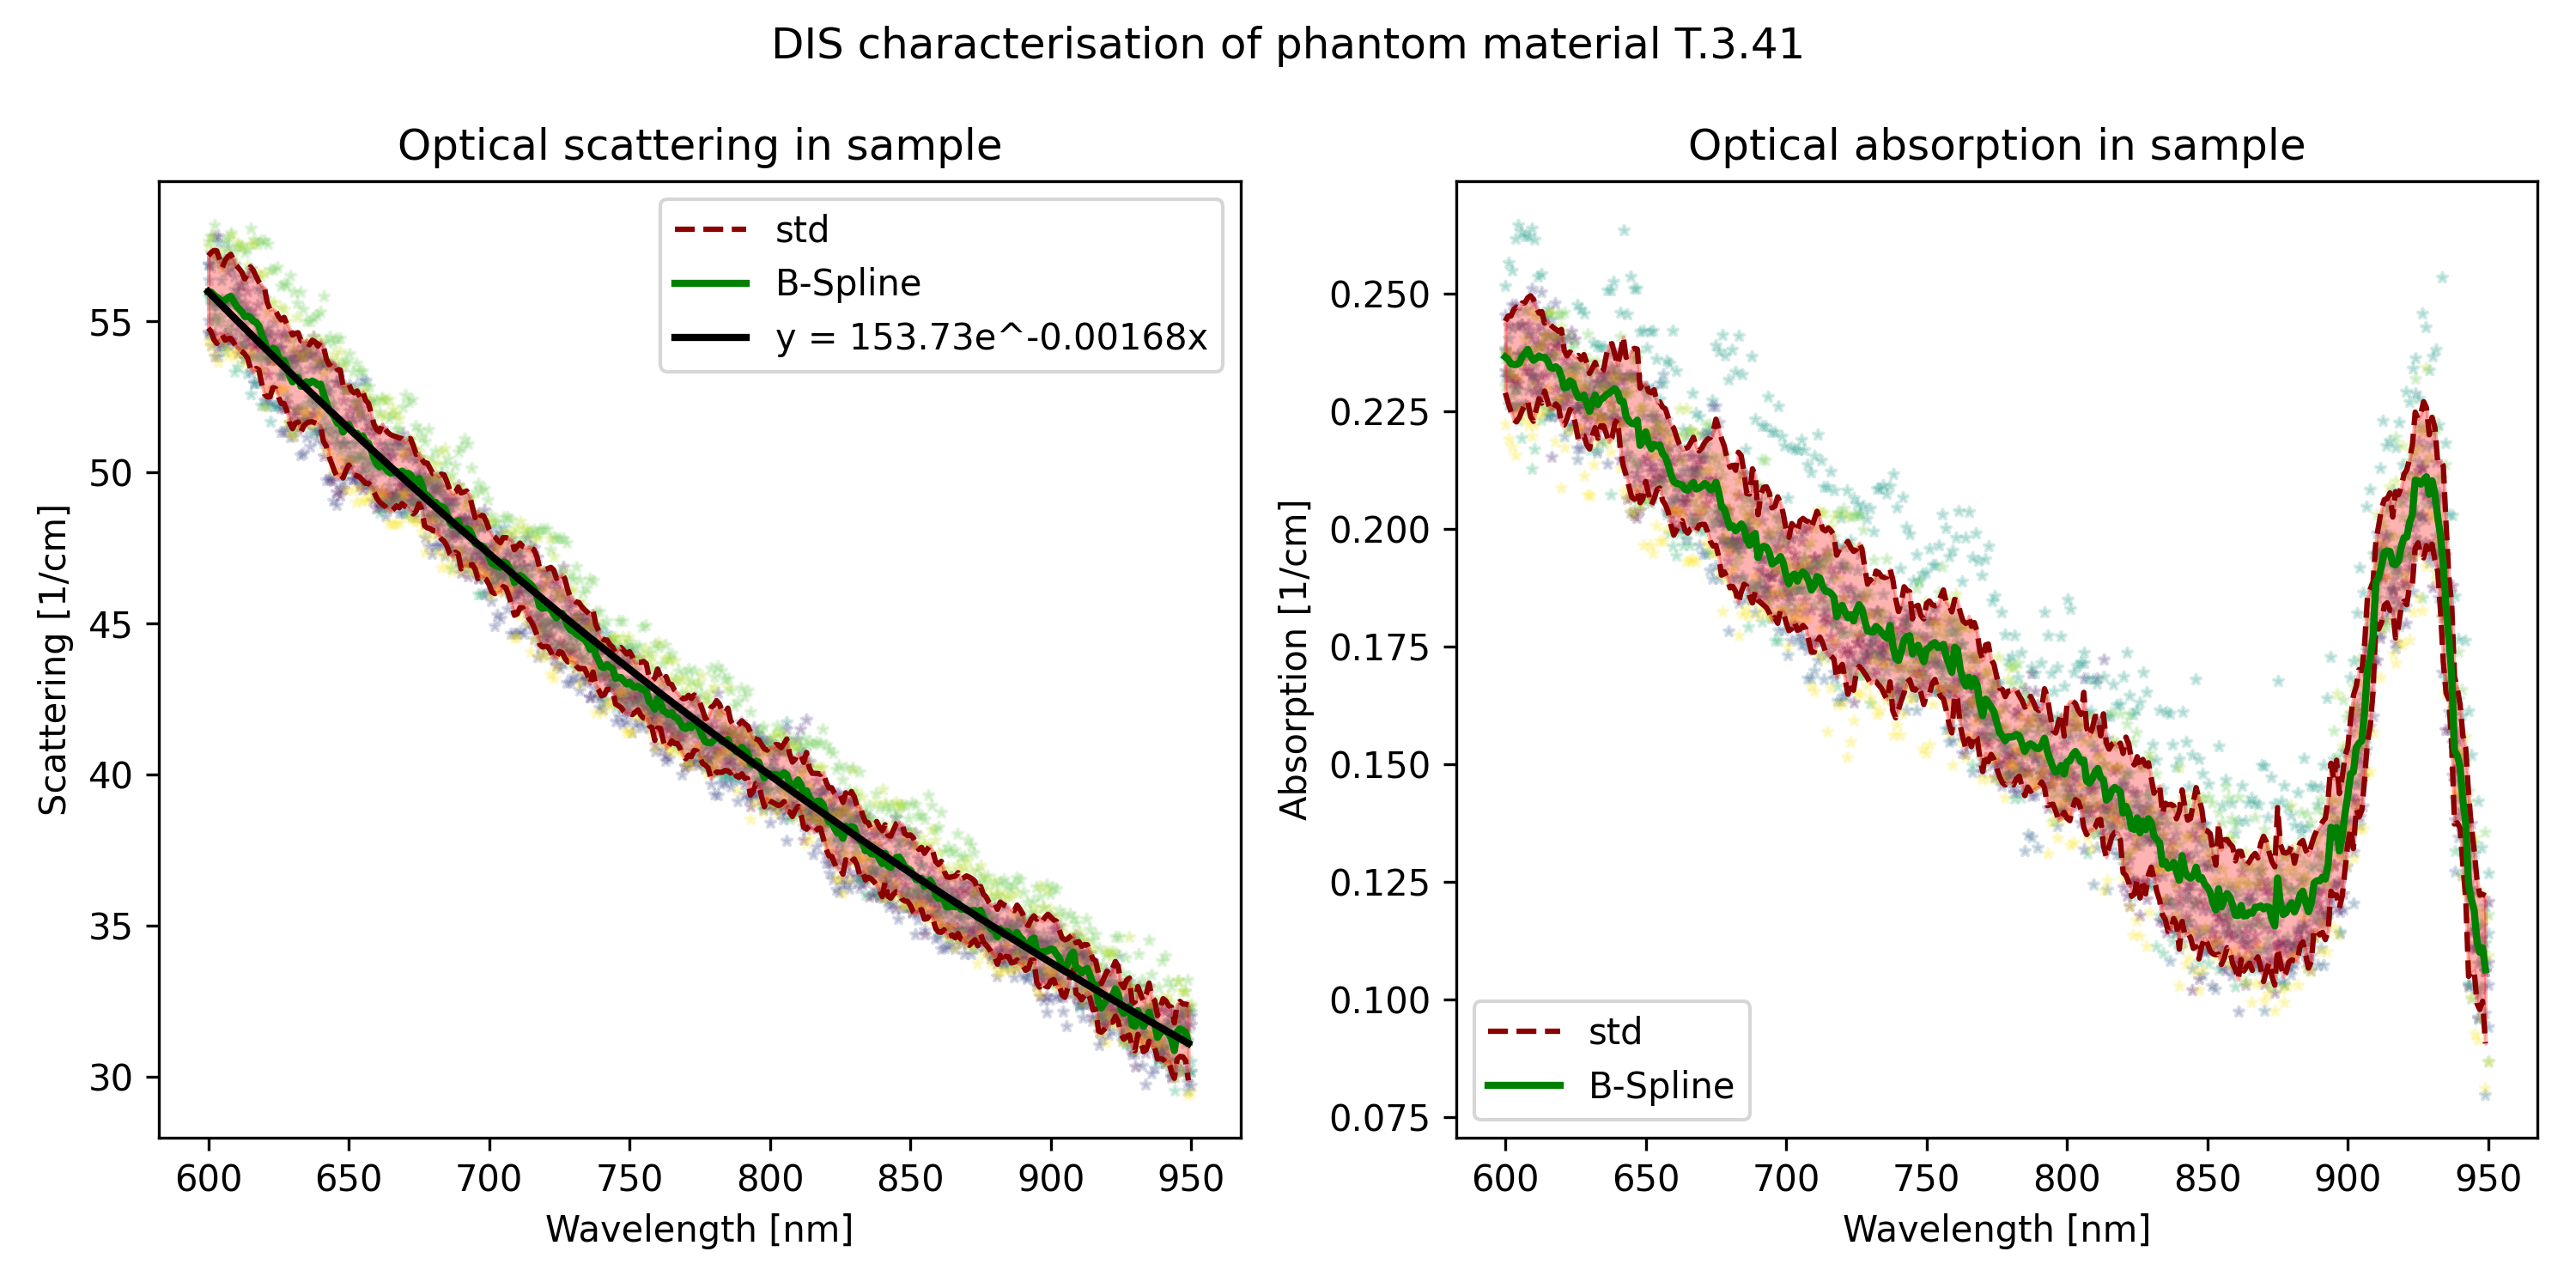 DIS characterisation of phantom material T.3.41
Optical scattering in sample
std
B-Spline
y = 153.73e^-0.00168x
Scattering [1/cm]
55
50
45
40
35
30
600 650 700 750 800 850 900 950
Wavelength [nm]
Optical absorption in sample
Absorption [1/cm]
0.250
0.225
0.200
0.175
0.150
0.125
0.100
0.075
std
B-Spline
600 650 700 750 800 850 900 950
Wavelength [nm]